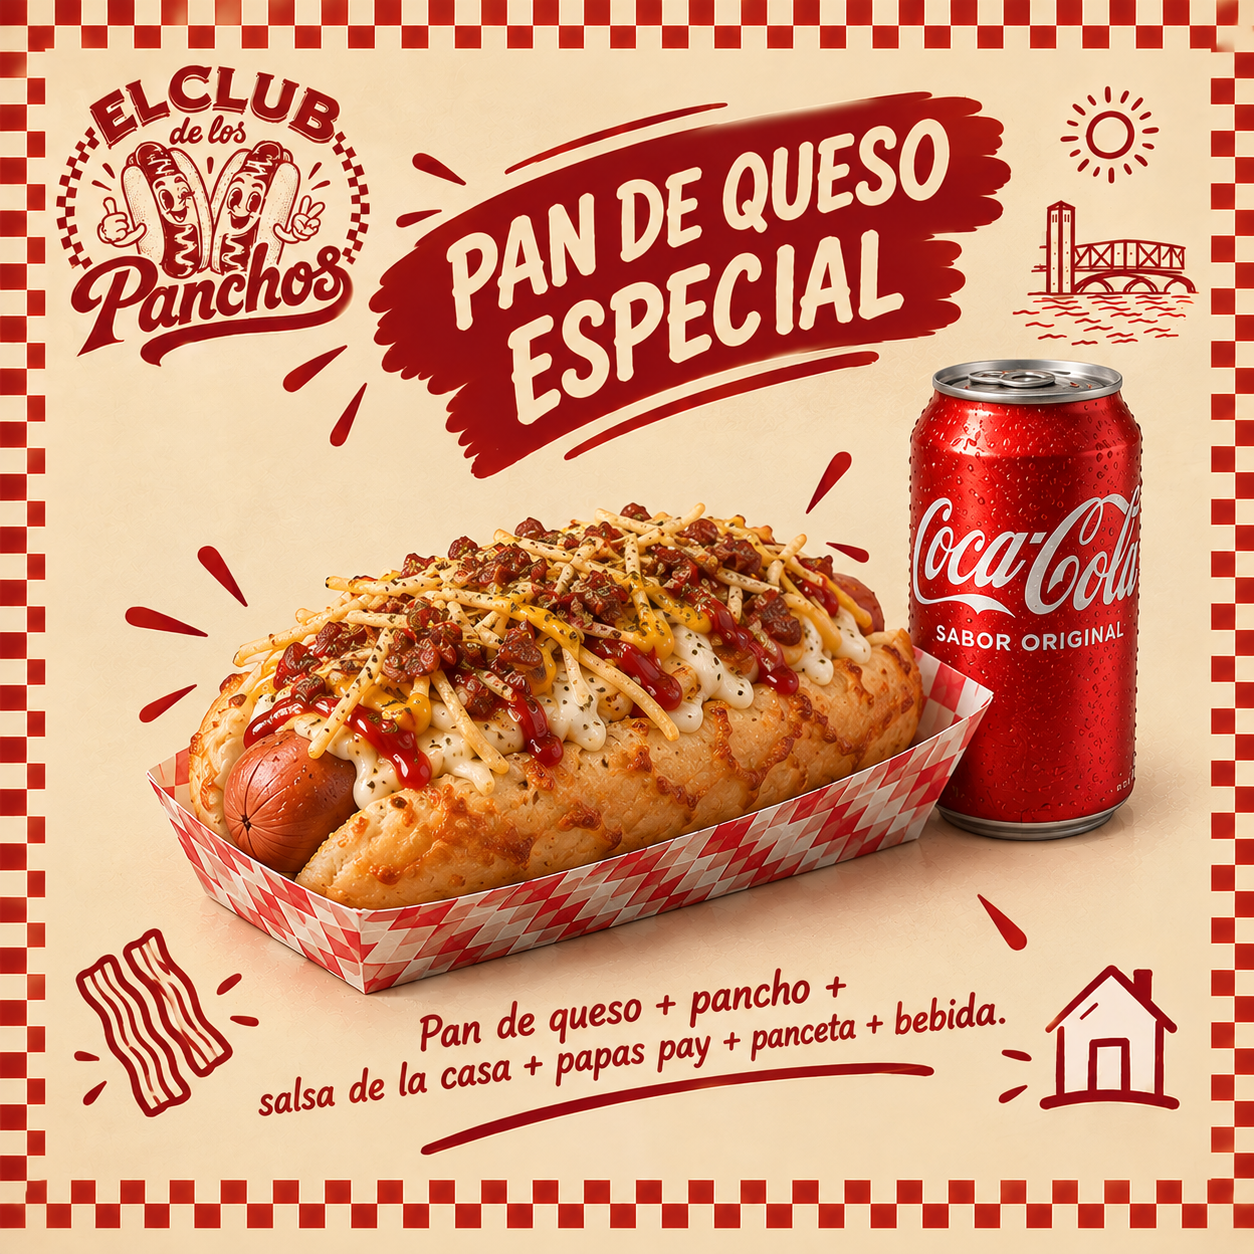 EL CLUB
de los
Panchos
PAN DE QUESO
ESPECIAL
Coca-Cola
SABOR ORIGINAL
Pan de queso + pancho +
salsa de la casa + papas pay + panceta + bebida.